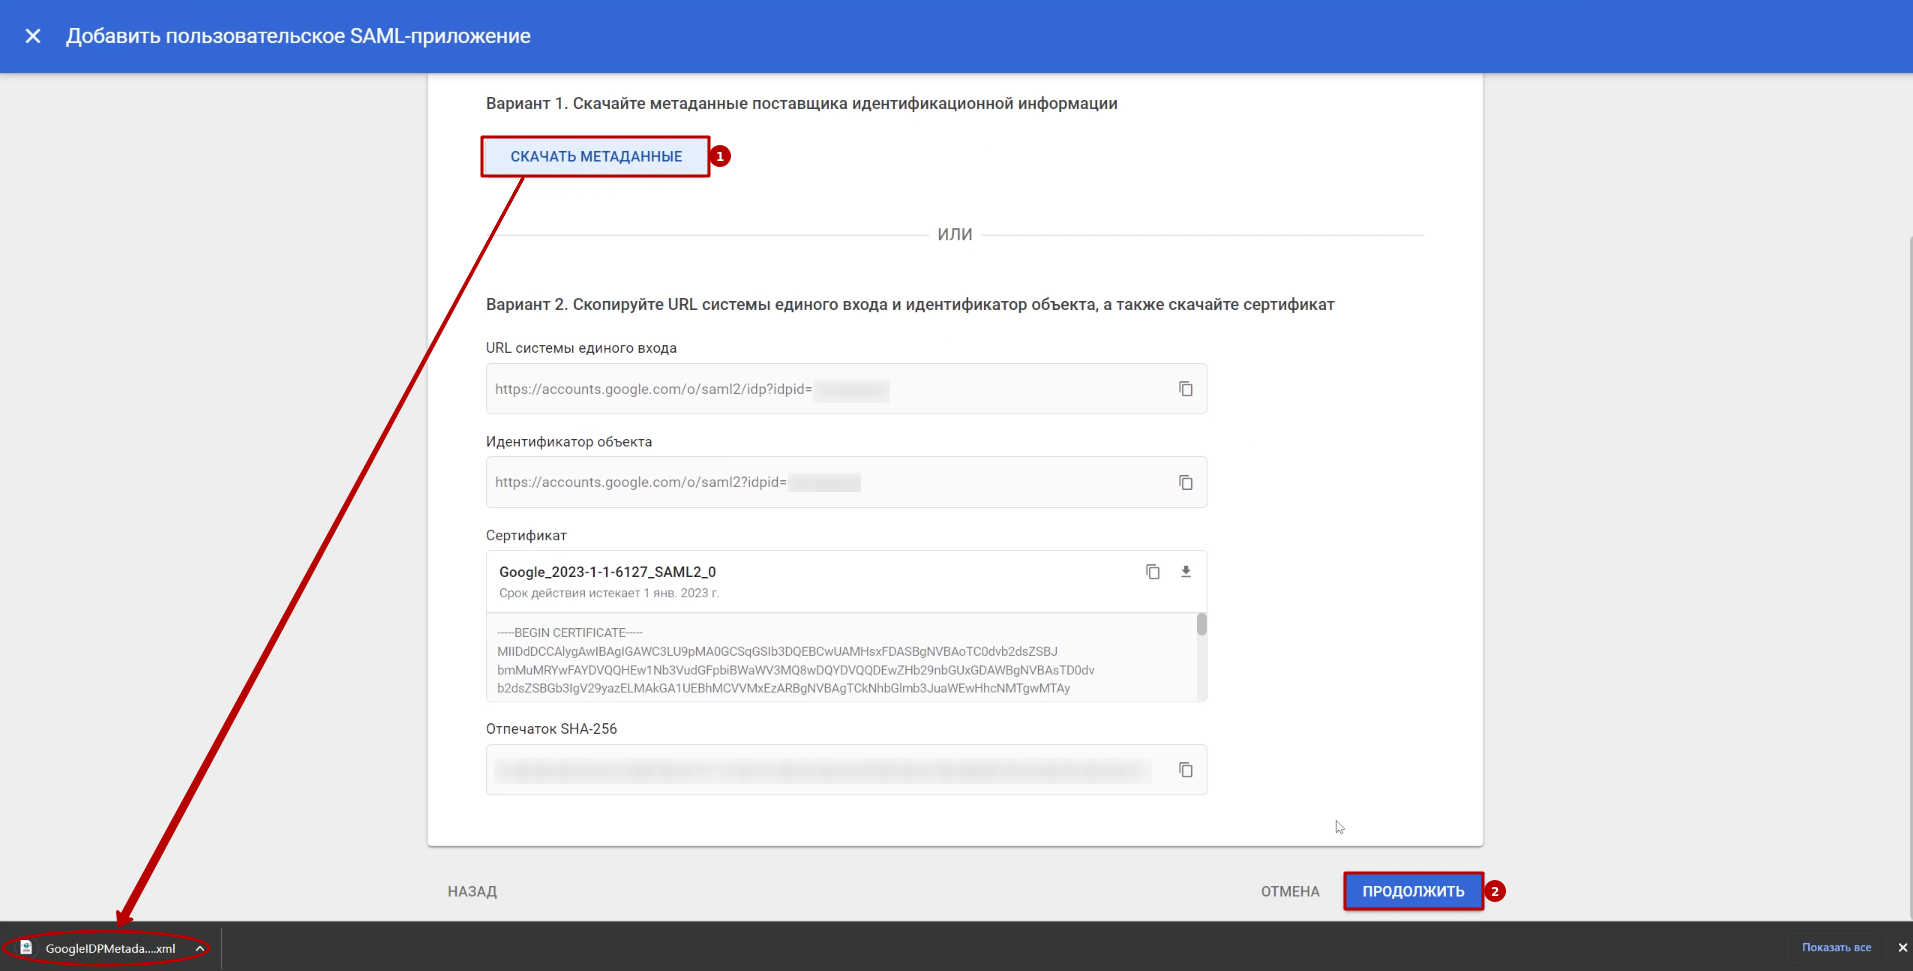 Добавить пользовательское SAML-приложение
Вариант 1. Скачайте метаданные поставщика идентификационной информации
СКАЧАТЬ МЕТАДАННЫЕ
1
ИЛИ
Вариант 2. Скопируйте URL системы единого входа и идентификатор объекта, а также скачайте сертификат
URL системы единого входа
https://accounts.google.com/o/saml2/idp?idpid=
Идентификатор объекта
https://accounts.google.com/o/saml2?idpid=
Сертификат
Google_2023-1-1-6127_SAML2_0
Срок действия истекает 1 янв. 2023 г.
-----BEGIN CERTIFICATE-----
MIIDdDCCAlygAwIBAgIGAWC3LU9pMA0GCSqGSIb3DQEBCwUAMHsxFDASBgNVBAoTC0dvb2dsZSBJ
bmMuMRYwFAYDVQQHEw1Nb3VudGFpbiBWaWV3MQ8wDQYDVQQDEwZHb29nbGUxGDAWBgNVBAsTD0dv
b2dsZSBGb3IgV29yazELMAkGA1UEBhMCVVMxEzARBgNVBAgTCkNhbGlmb3JuaWEwHhcNMTgwMTAy
Отпечаток SHA-256
НАЗАД
ОТМЕНА
ПРОДОЛЖИТЬ
2
GoogleIDPMetada....xml
Показать все